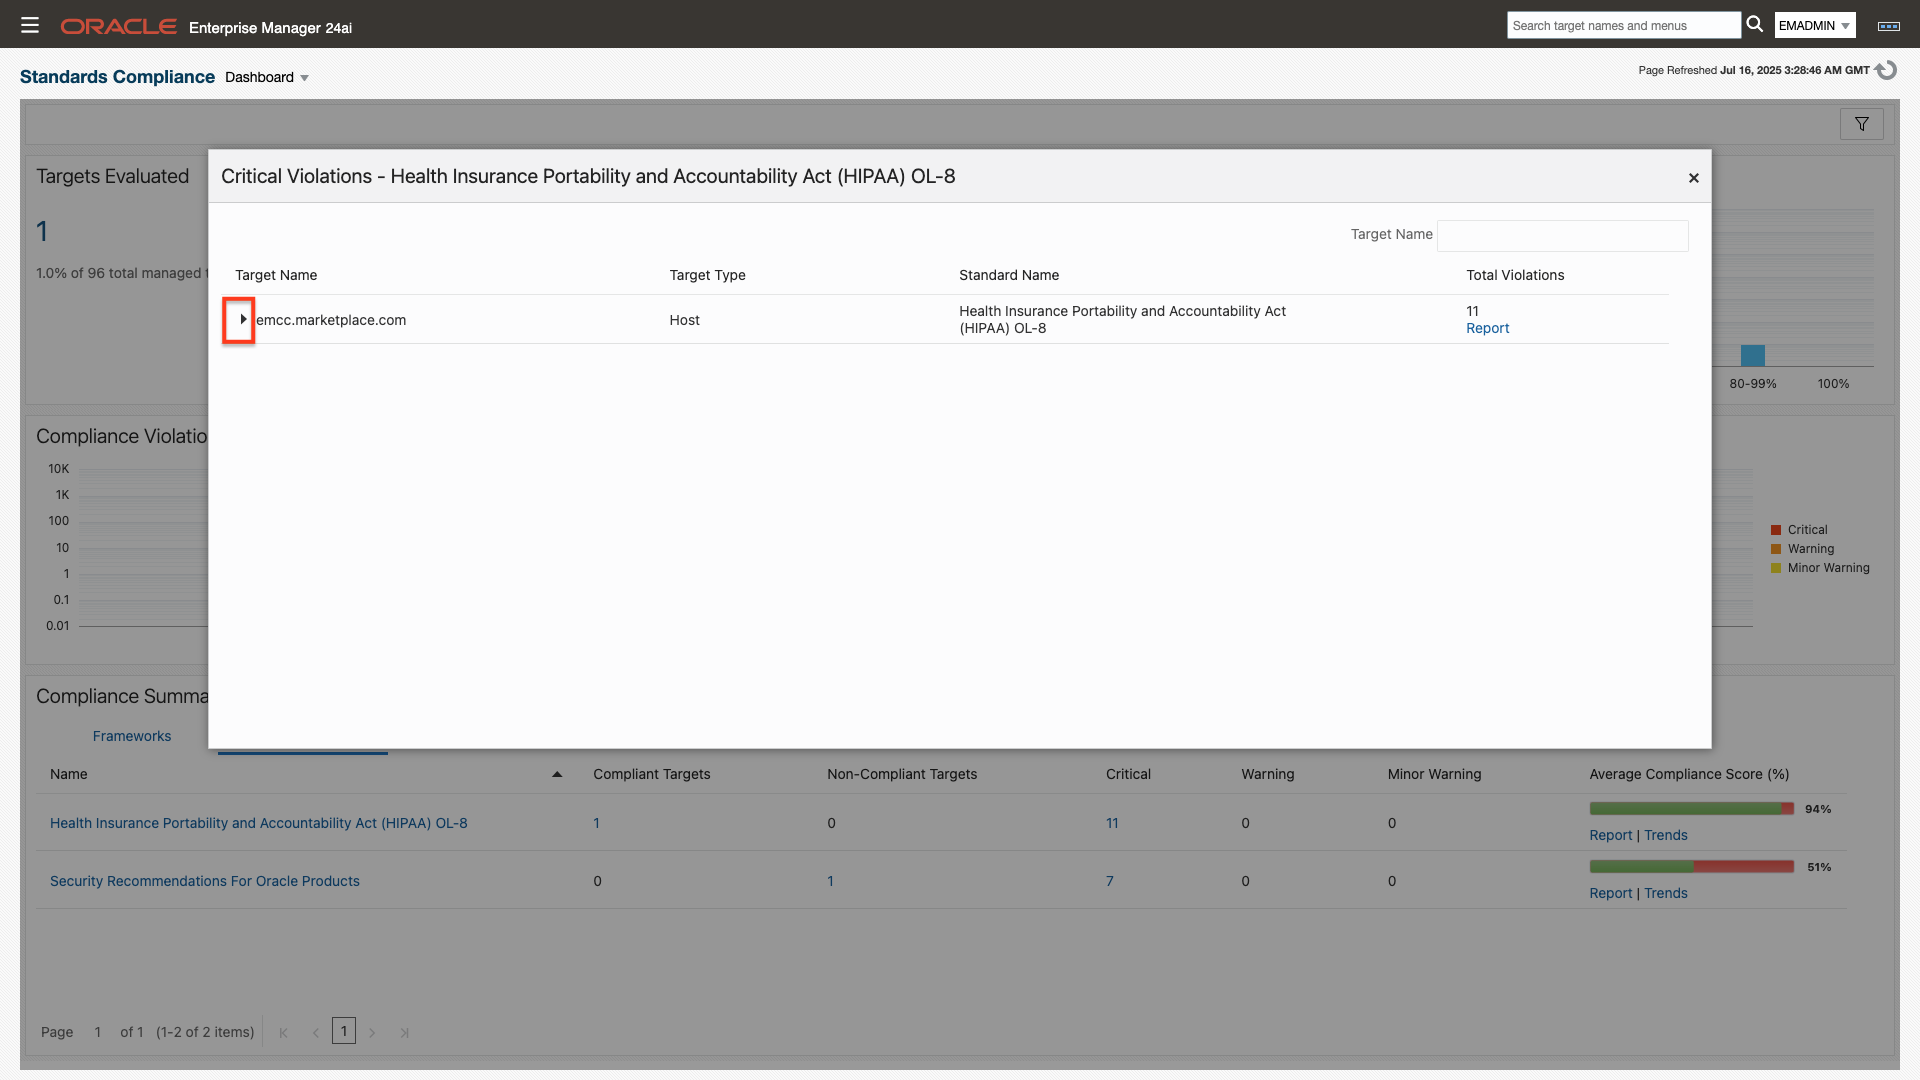 ORACLE Enterprise Manager 24ai
Search target names and menus
EMADMIN
Standards Compliance Dashboard
Page Refreshed Jul 16, 2025 3:28:46 AM GMT
Targets Evaluated
1
1.0% of 96 total managed
Critical Violations - Health Insurance Portability and Accountability Act (HIPAA) OL-8
Target Name
Target Name Target Type Standard Name Total Violations
emcc.marketplace.com Host Health Insurance Portability and Accountability Act (HIPAA) OL-8 11
Report
80-99% 100%
Compliance Violatio
10K
1K
100
10
1
0.1
0.01
Critical
Warning
Minor Warning
Compliance Summa
Frameworks
Name Compliant Targets Non-Compliant Targets Critical Warning Minor Warning Average Compliance Score (%)
Health Insurance Portability and Accountability Act (HIPAA) OL-8 1 0 11 0 0 94%
Report | Trends
Security Recommendations For Oracle Products 0 1 7 0 0 51%
Report | Trends
Page 1 of 1 (1-2 of 2 items) 1